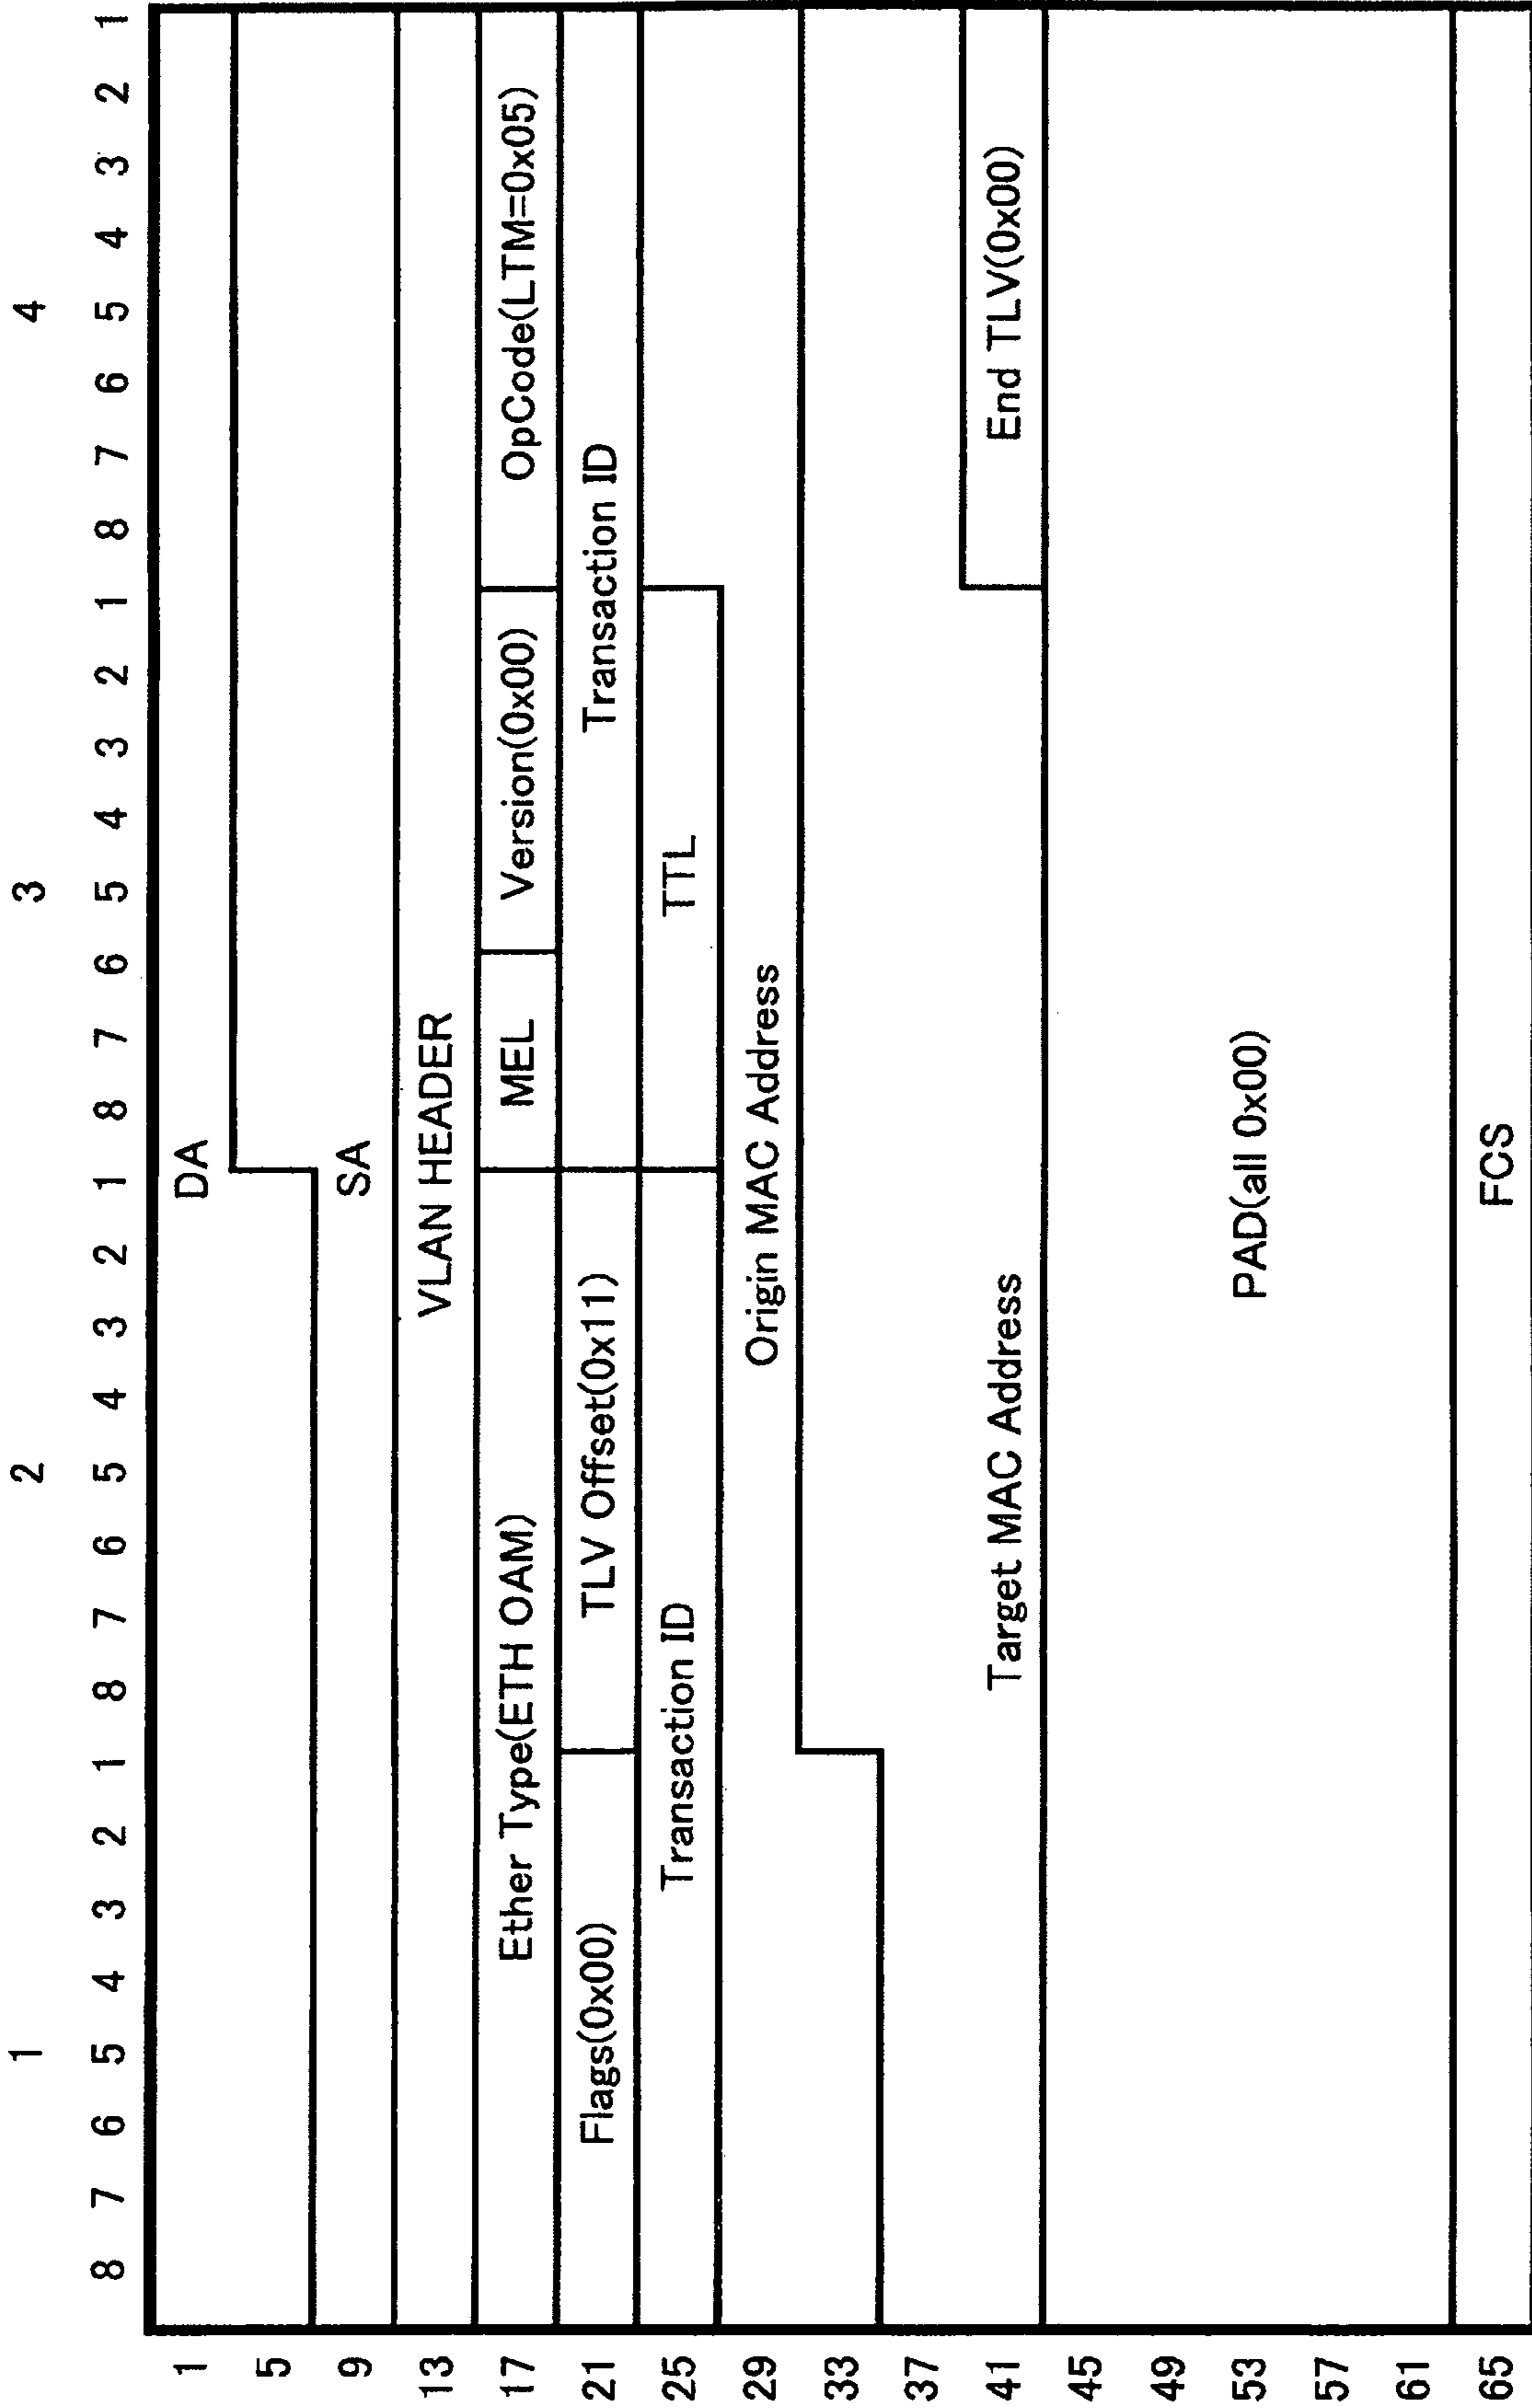 1 2 3 4
8 7 6 5 4 3 2 1 8 7 6 5 4 3 2 1 8 7 6 5 4 3 2 1 8 7 6 5 4 3 2 1
1 DA
5
9 SA
13 VLAN HEADER
17 Ether Type(ETH OAM) MEL Version(0x00) OpCode(LTM=0x05)
21 Flags(0x00) TLV Offset(0x11) Transaction ID
25 Transaction ID TTL
29 Origin MAC Address
33
37
41 Target MAC Address End TLV(0x00)
45
49
53 PAD(all 0x00)
57
61
65 FCS